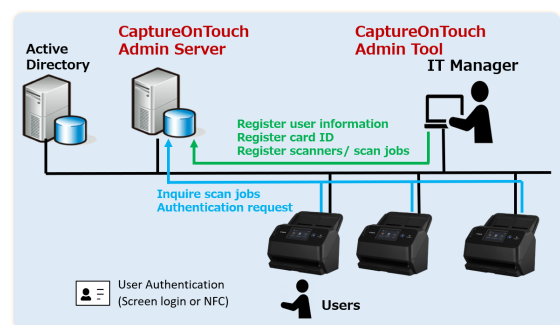 Active
Directory
CaptureOnTouch
Admin Server
CaptureOnTouch
Admin Tool
IT Manager
Register user information
Register card ID
Register scanners/ scan jobs
Inquire scan jobs
Authentication request
User Authentication
(Screen login or NFC)
Users